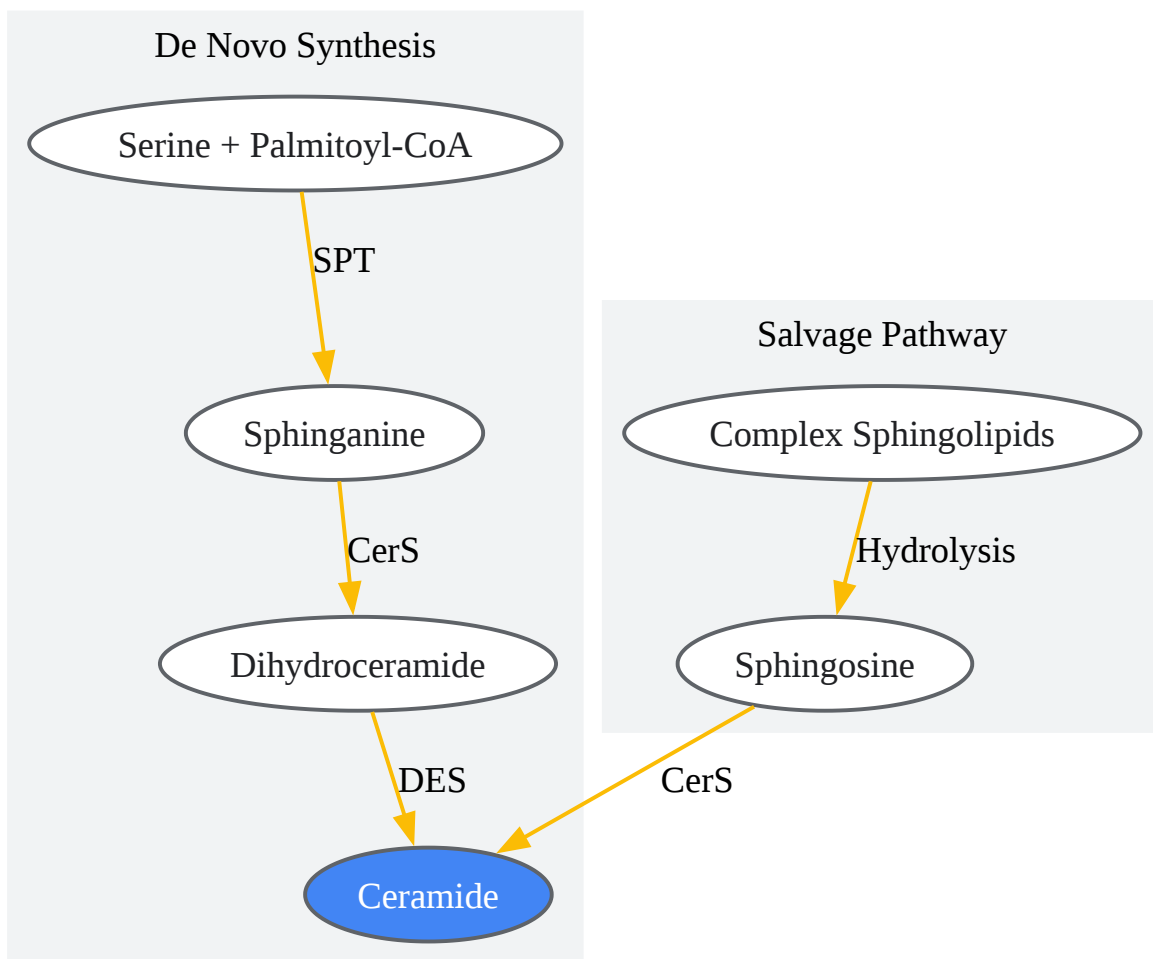 De Novo Synthesis
Serine + Palmitoyl-CoA
SPT
Sphinganine
CerS
Dihydroceramide
DES
Ceramide
Salvage Pathway
Complex Sphingolipids
Hydrolysis
Sphingosine
CerS